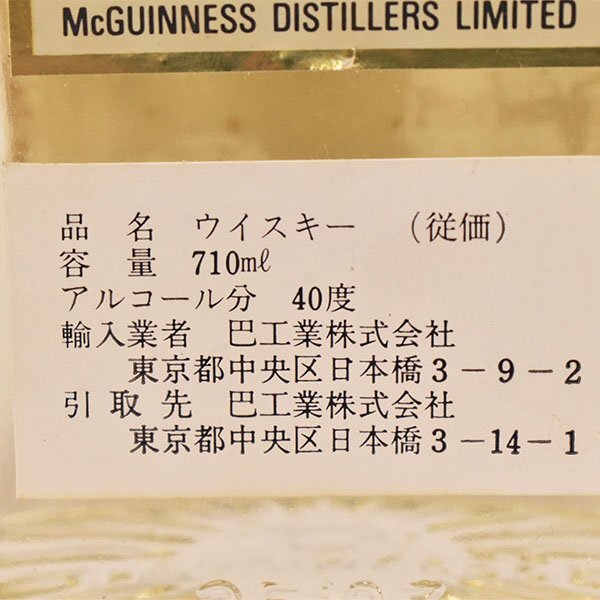 McGUINNESS DISTILLERS LIMITED
品 名 ウイスキー （従価）
容 量 710ml
アルコール分 40度
輸入業者 巴工業株式会社
東京都中央区日本橋3－9－2
引 取 先 巴工業株式会社
東京都中央区日本橋3－14－1